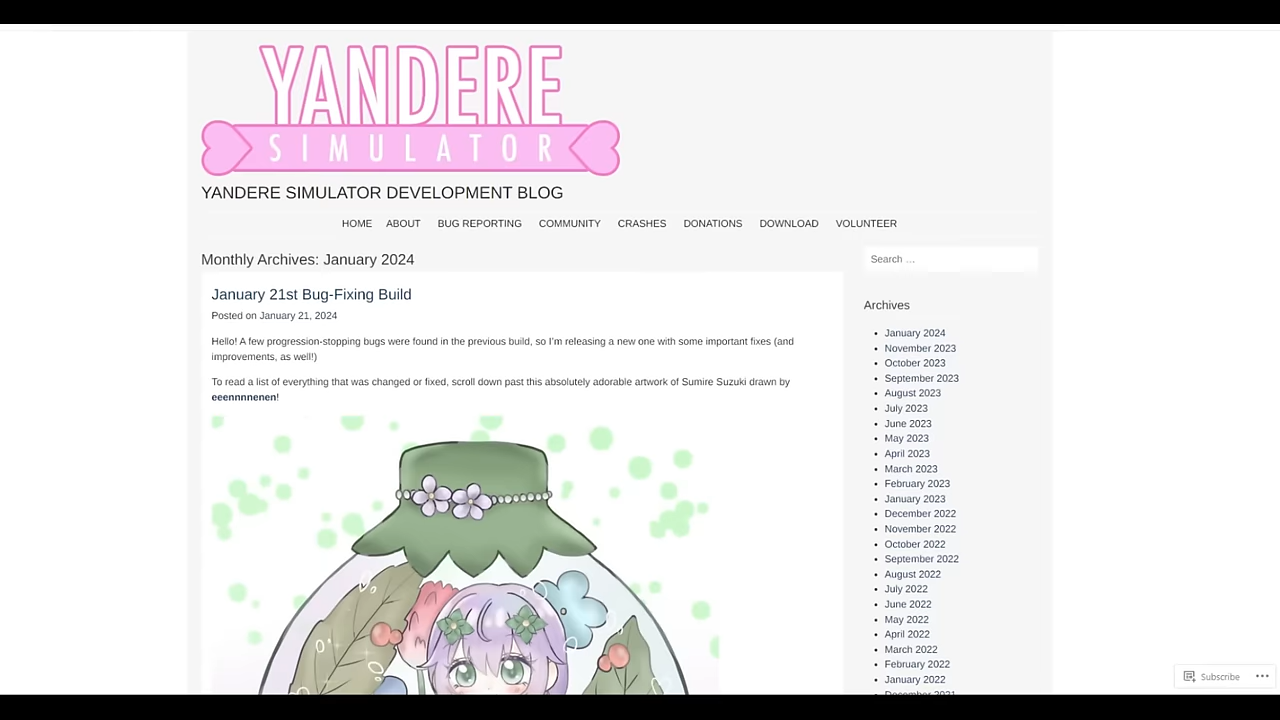 YANDERE
SIMULATOR
YANDERE SIMULATOR DEVELOPMENT BLOG
HOME ABOUT BUG REPORTING COMMUNITY CRASHES DONATIONS DOWNLOAD VOLUNTEER
Monthly Archives: January 2024
January 21st Bug-Fixing Build
Posted on January 21, 2024
Hello! A few progression-stopping bugs were found in the previous build, so I’m releasing a new one with some important fixes (and
improvements, as well!)
To read a list of everything that was changed or fixed, scroll down past this absolutely adorable artwork of Sumire Suzuki drawn by
eeennnnenen!
Search …
Archives
January 2024
November 2023
October 2023
September 2023
August 2023
July 2023
June 2023
May 2023
April 2023
March 2023
February 2023
January 2023
December 2022
November 2022
October 2022
September 2022
August 2022
July 2022
June 2022
May 2022
April 2022
March 2022
February 2022
January 2022
December 2021
Subscribe